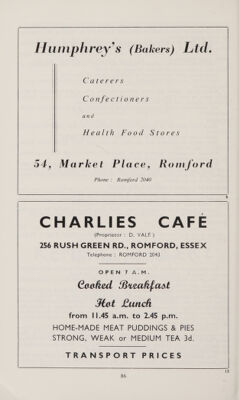 Humphrey's (Bakers) Ltd.
Caterers
Confectioners
and
Health Food Stores
54, Market Place, Romford
Phone: Romford 2040
CHARLIES CAFÉ
(Proprietor: D. VALE)
256 RUSH GREEN RD., ROMFORD, ESSEX
Telephone: ROMFORD 2043
OPEN 7 A.M.
Cooked Breakfast
Hot Lunch
from 11.45 a.m. to 2.45 p.m.
HOME-MADE MEAT PUDDINGS & PIES
STRONG, WEAK or MEDIUM TEA 3d.
TRANSPORT PRICES
86